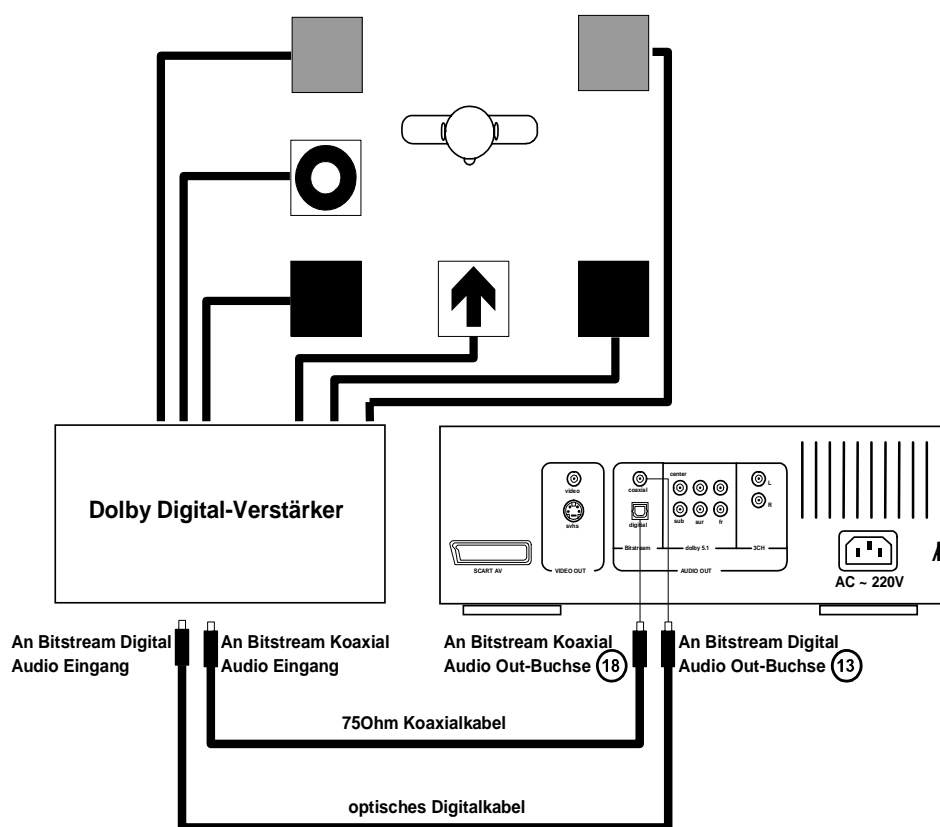 Dolby Digital-Verstärker
video
svhs
VIDEO OUT
SCART AV
coaxial
digital
Bitstream
center
sub sur fr
dolby 5.1
L
R
3CH
AUDIO OUT
AC ~ 220V
An Bitstream Digital
Audio Eingang
An Bitstream Koaxial
Audio Eingang
An Bitstream Koaxial
Audio Out-Buchse 18
An Bitstream Digital
Audio Out-Buchse 13
75Ohm Koaxialkabel
optisches Digitalkabel